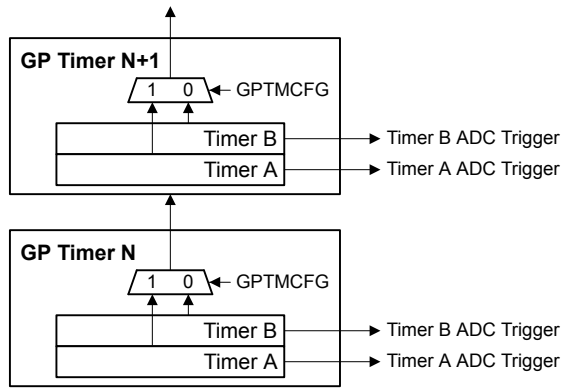 GP Timer N+1
1 0 GPTMCFG
Timer B Timer B ADC Trigger
Timer A Timer A ADC Trigger
GP Timer N
1 0 GPTMCFG
Timer B Timer B ADC Trigger
Timer A Timer A ADC Trigger